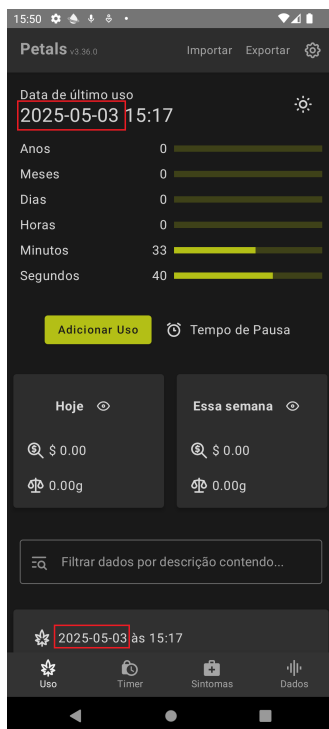 15:50
Petals v3.36.0 Importar Exportar
Data de último uso
2025-05-03 15:17
Anos 0
Meses 0
Dias 0
Horas 0
Minutos 33
Segundos 40
Adicionar Uso Tempo de Pausa
Hoje Essa semana
$ 0.00 $ 0.00
0.00g 0.00g
Filtrar dados por descrição contendo...
2025-05-03 às 15:17
Uso Timer Sintomas Dados